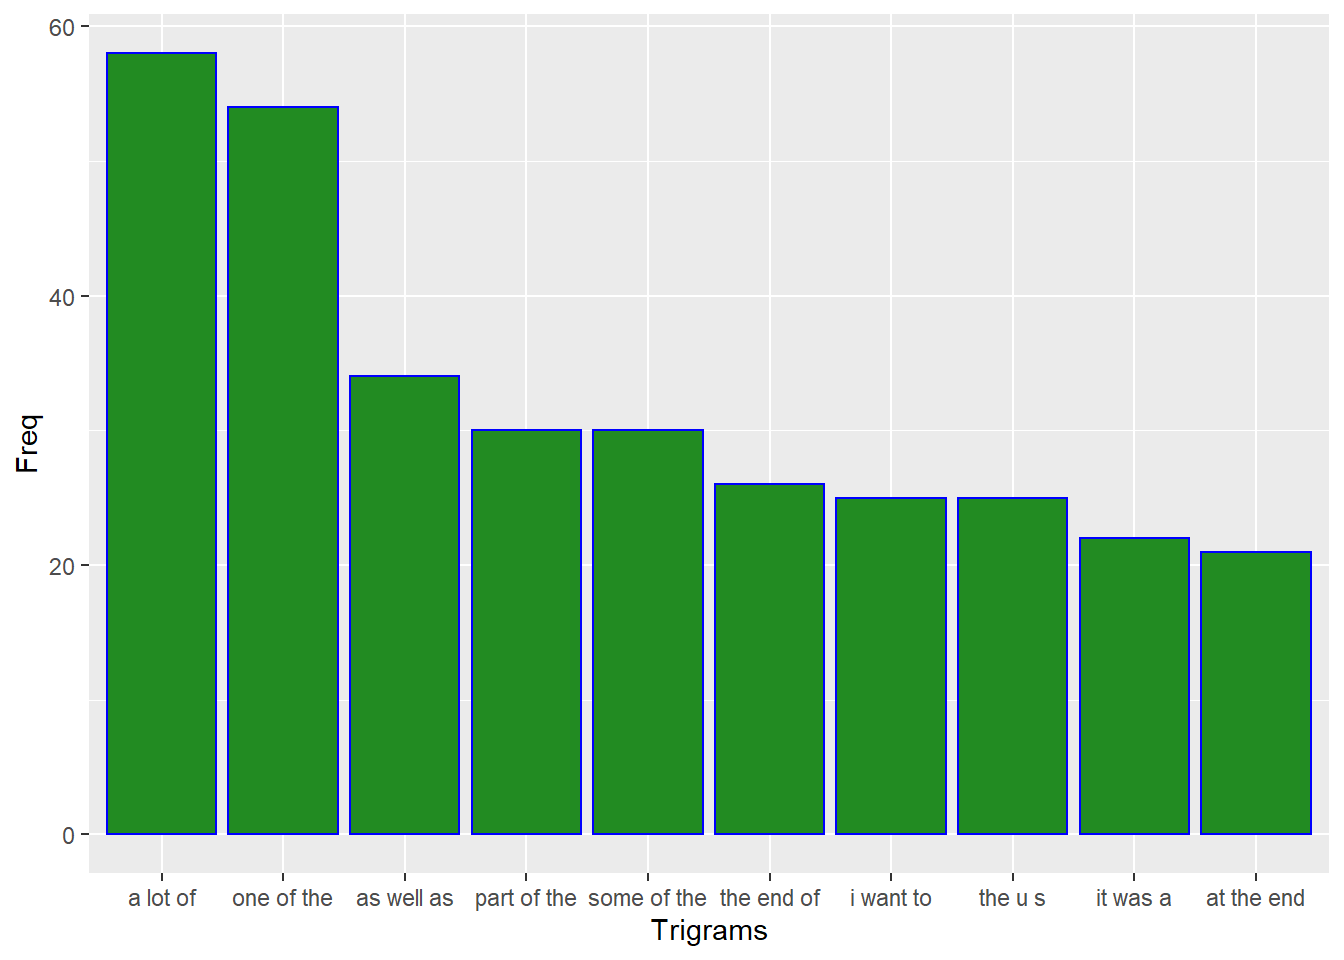 60
40
20
0
Freq
a lot of one of the as well as part of the some of the the end of i want to the u s it was a at the end
Trigrams